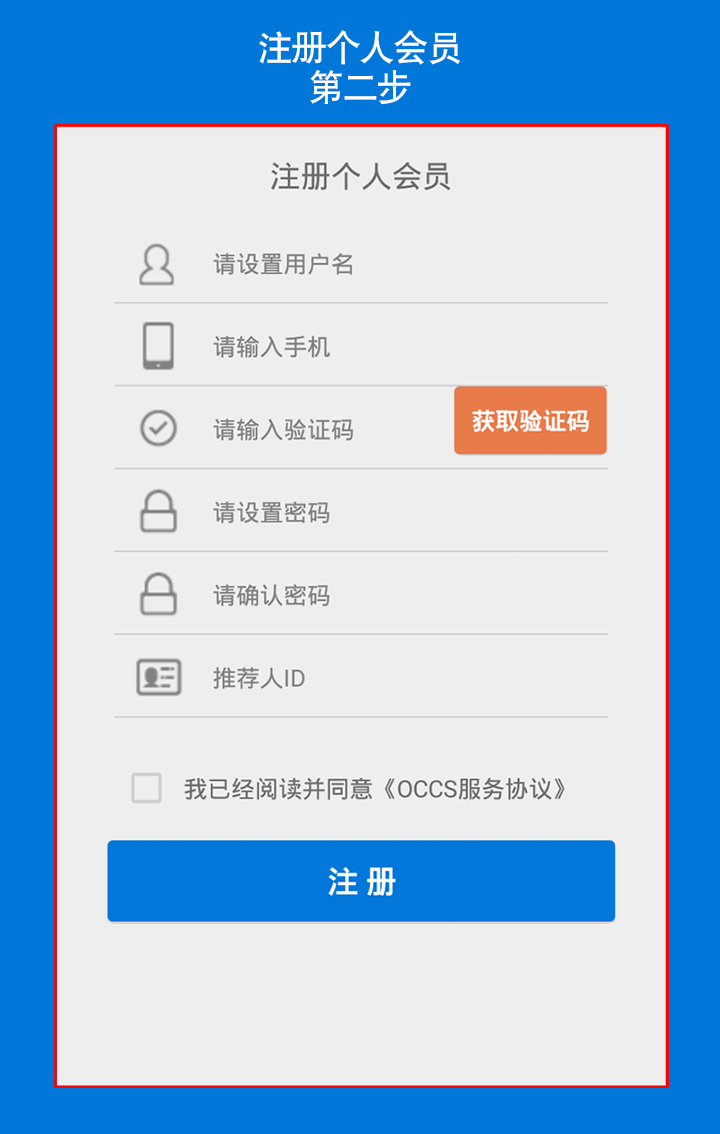 注册个人会员
第二步
注册个人会员
请设置用户名
请输入手机
请输入验证码 获取验证码
请设置密码
请确认密码
推荐人ID
我已经阅读并同意《OCCS服务协议》
注 册